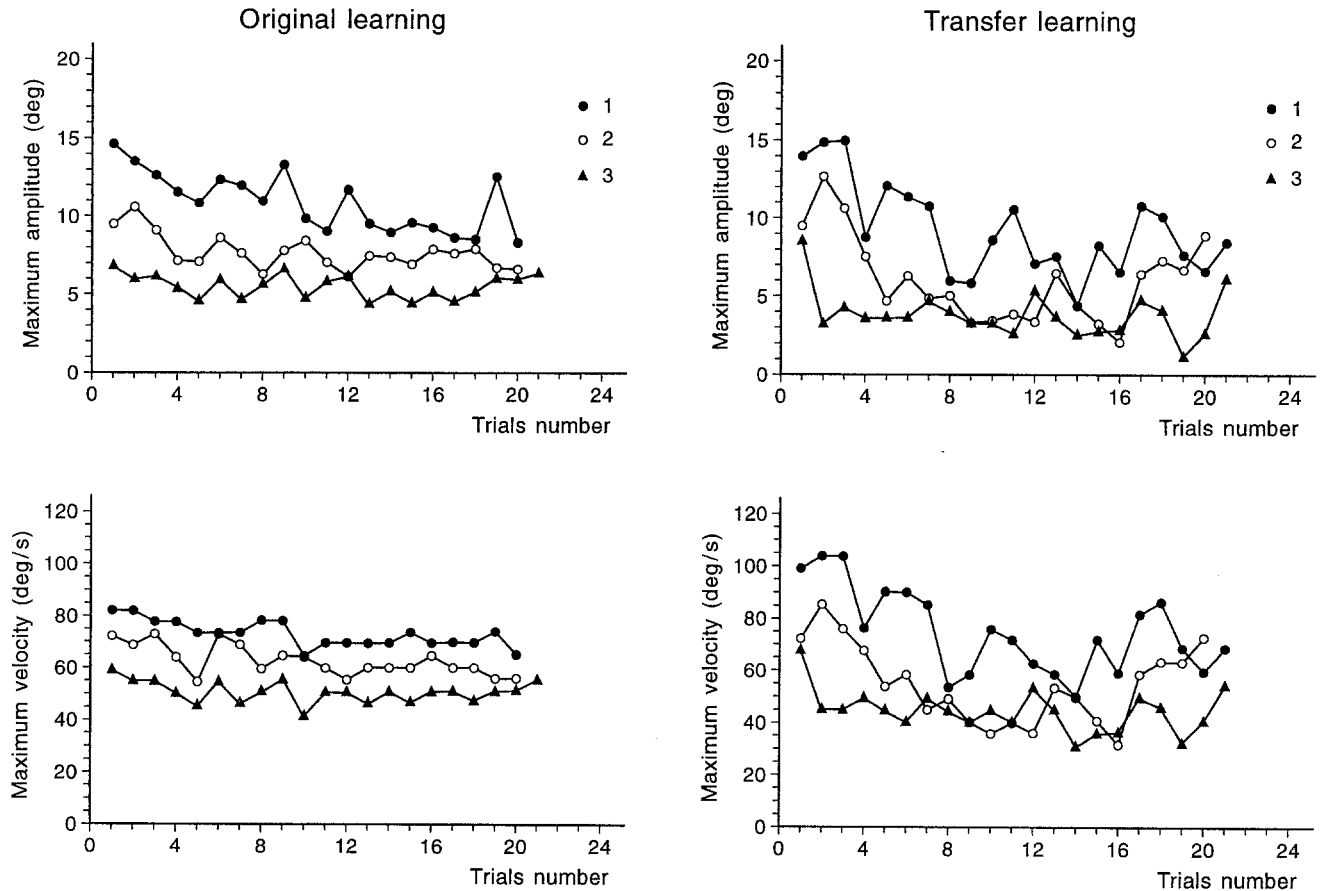 Original learning
Maximum amplitude (deg)
20
15
10
5
0
0 4 8 12 16 20 24
Trials number
1
2
3
Transfer learning
Maximum amplitude (deg)
20
15
10
5
0
0 4 8 12 16 20 24
Trials number
1
2
3
Maximum velocity (deg/s)
120
100
80
60
40
20
0
0 4 8 12 16 20 24
Trials number
Maximum velocity (deg/s)
120
100
80
60
40
20
0
0 4 8 12 16 20 24
Trials number